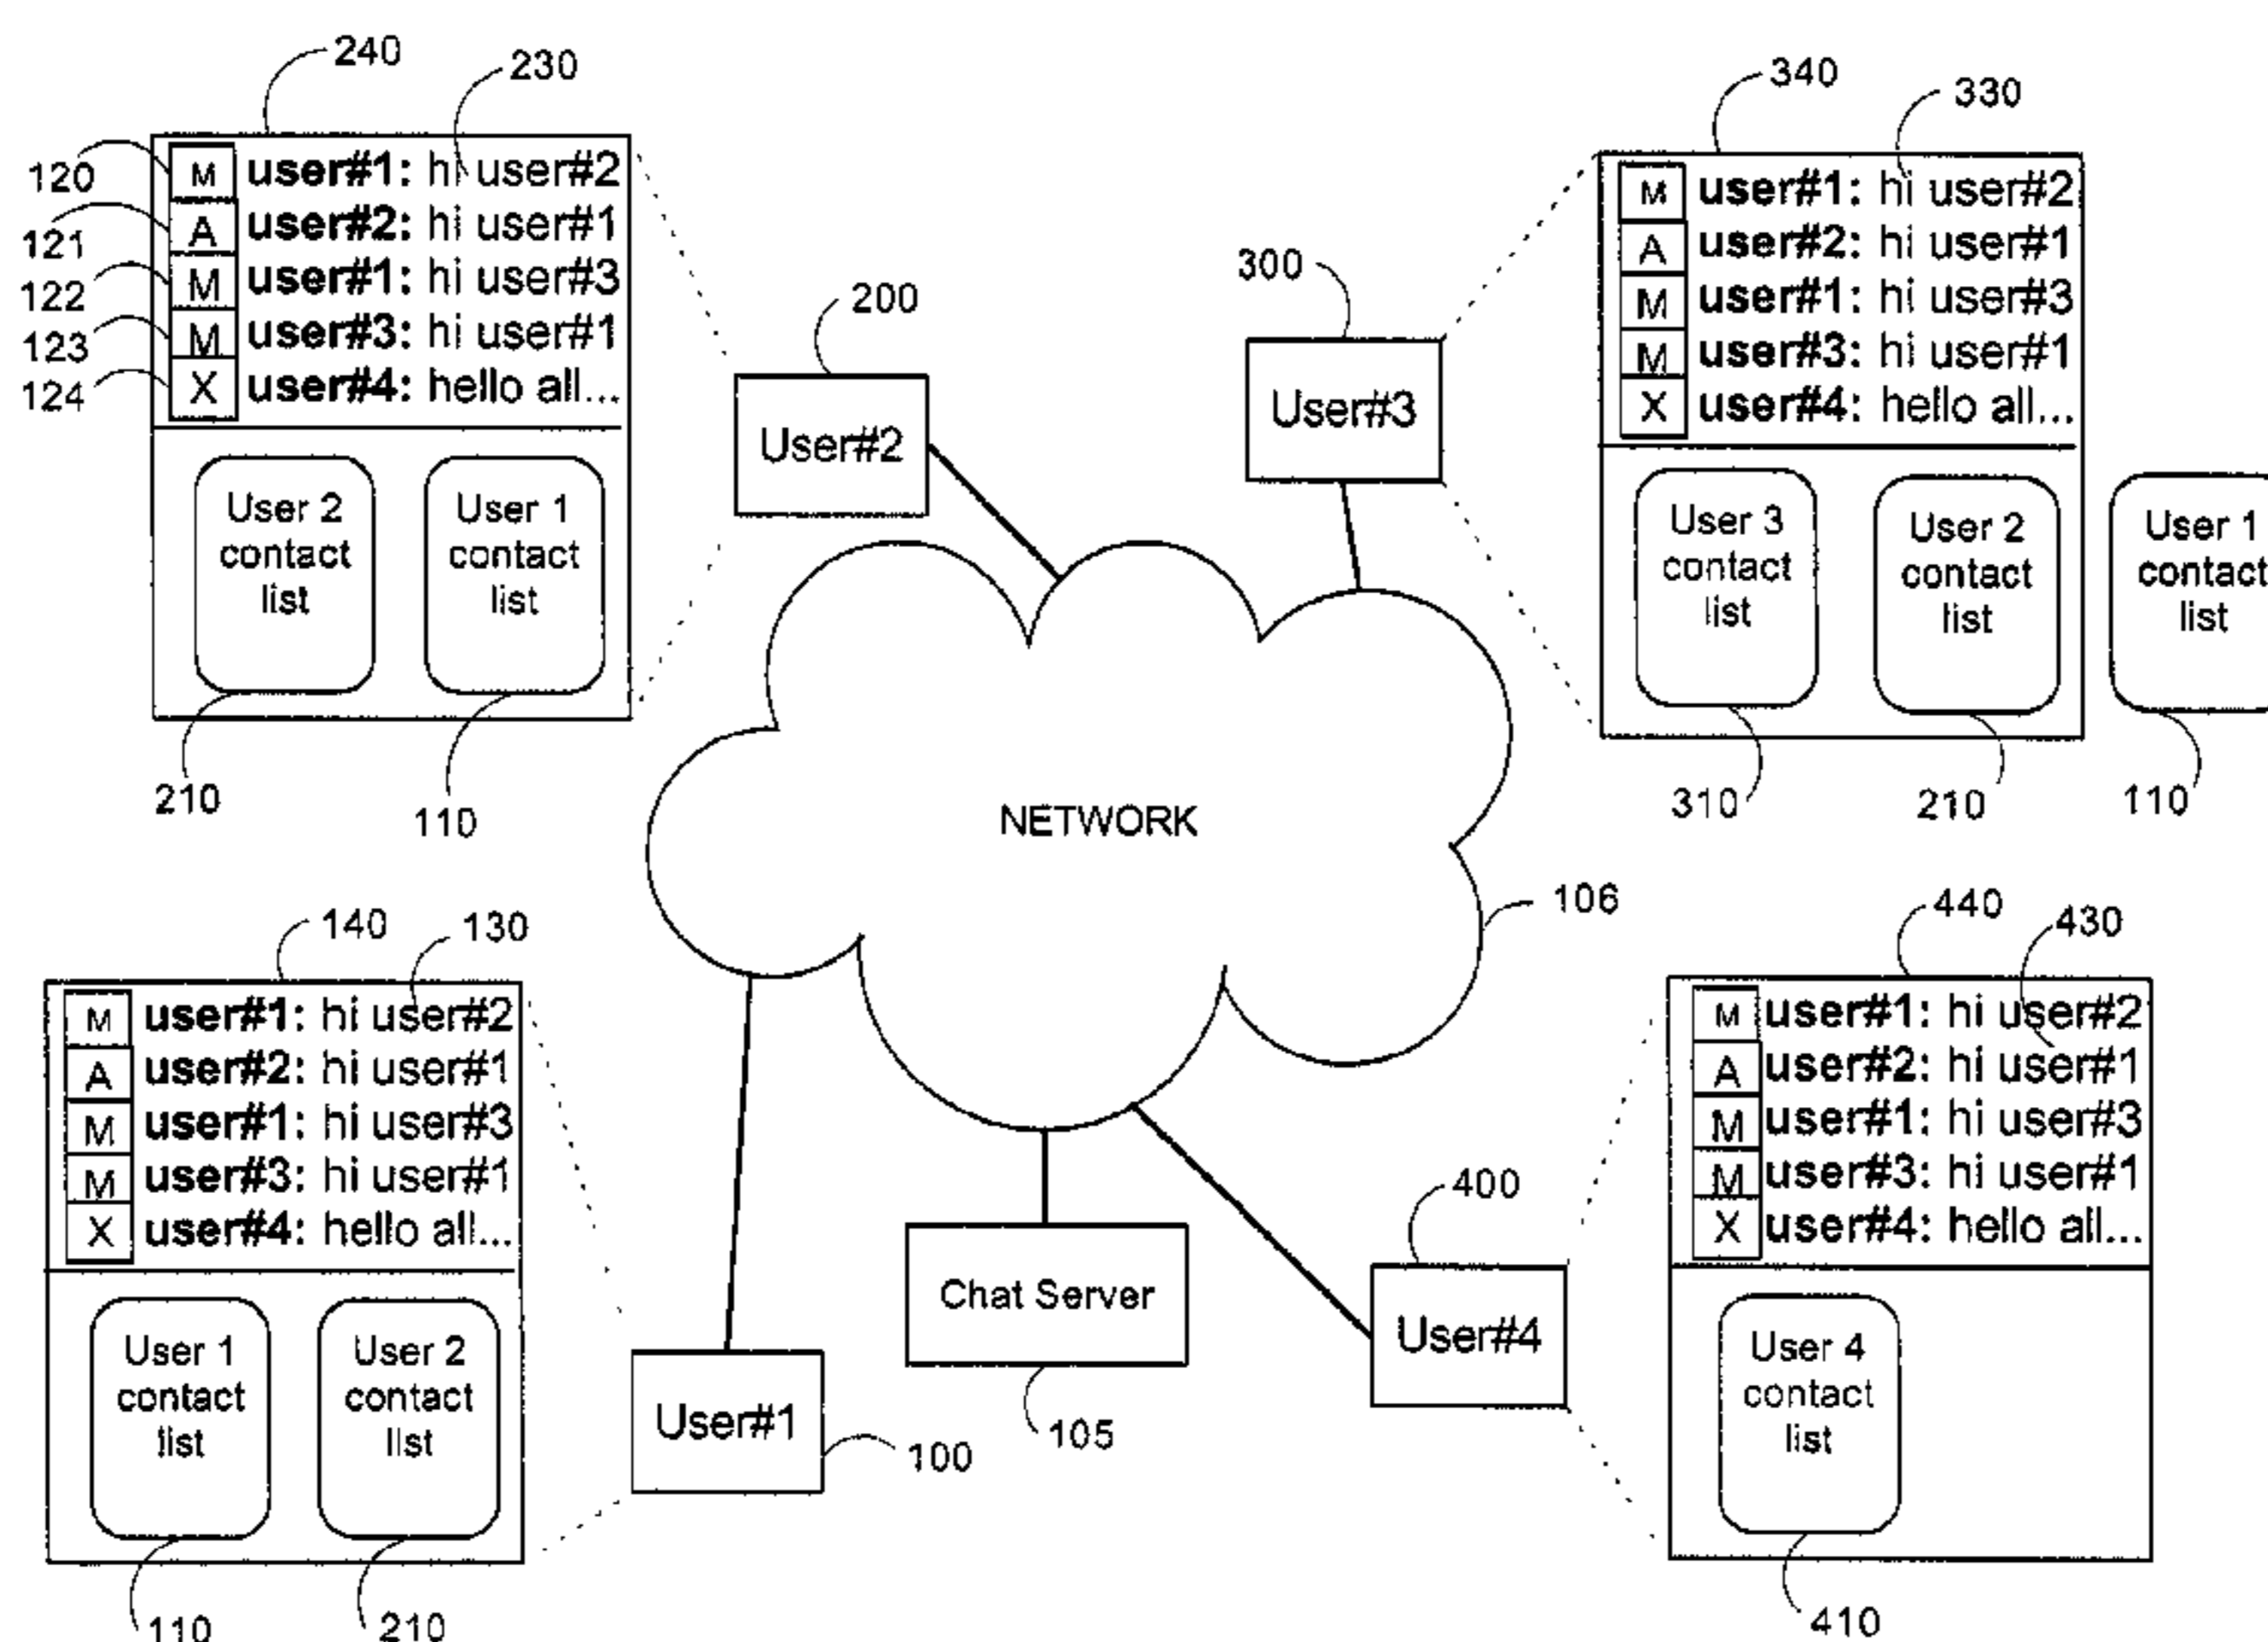 240
230
120
121
122
123
124
M user#1: hi user#2
A user#2: hi user#1
M user#1: hi user#3
M user#3: hi user#1
X user#4: hello all...
User 2
contact
list
User 1
contact
list
210
110
200
User#2
300
User#3
340
330
M user#1: hi user#2
A user#2: hi user#1
M user#1: hi user#3
M user#3: hi user#1
X user#4: hello all...
User 3
contact
list
User 2
contact
list
User 1
contact
list
310
210
110
NETWORK
106
140
130
M user#1: hi user#2
A user#2: hi user#1
M user#1: hi user#3
M user#3: hi user#1
X user#4: hello all...
User 1
contact
list
User 2
contact
list
110
210
User#1
100
Chat Server
105
400
User#4
440
430
M user#1: hi user#2
A user#2: hi user#1
M user#1: hi user#3
M user#3: hi user#1
X user#4: hello all...
User 4
contact
list
410